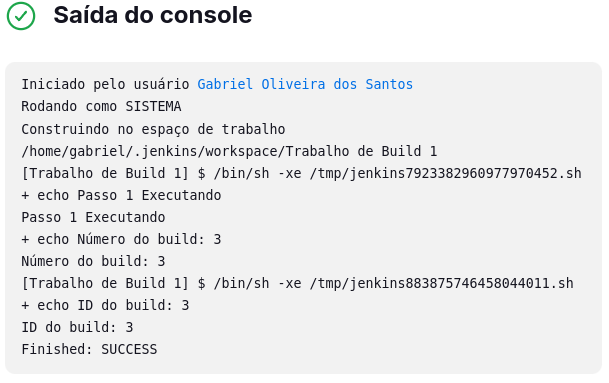 Saída do console
Iniciado pelo usuário Gabriel Oliveira dos Santos
Rodando como SISTEMA
Construindo no espaço de trabalho
/home/gabriel/.jenkins/workspace/Trabalho de Build 1
[Trabalho de Build 1] $ /bin/sh -xe /tmp/jenkins7923382960977970452.sh
+ echo Passo 1 Executando
Passo 1 Executando
+ echo Número do build: 3
Número do build: 3
[Trabalho de Build 1] $ /bin/sh -xe /tmp/jenkins883875746458044011.sh
+ echo ID do build: 3
ID do build: 3
Finished: SUCCESS